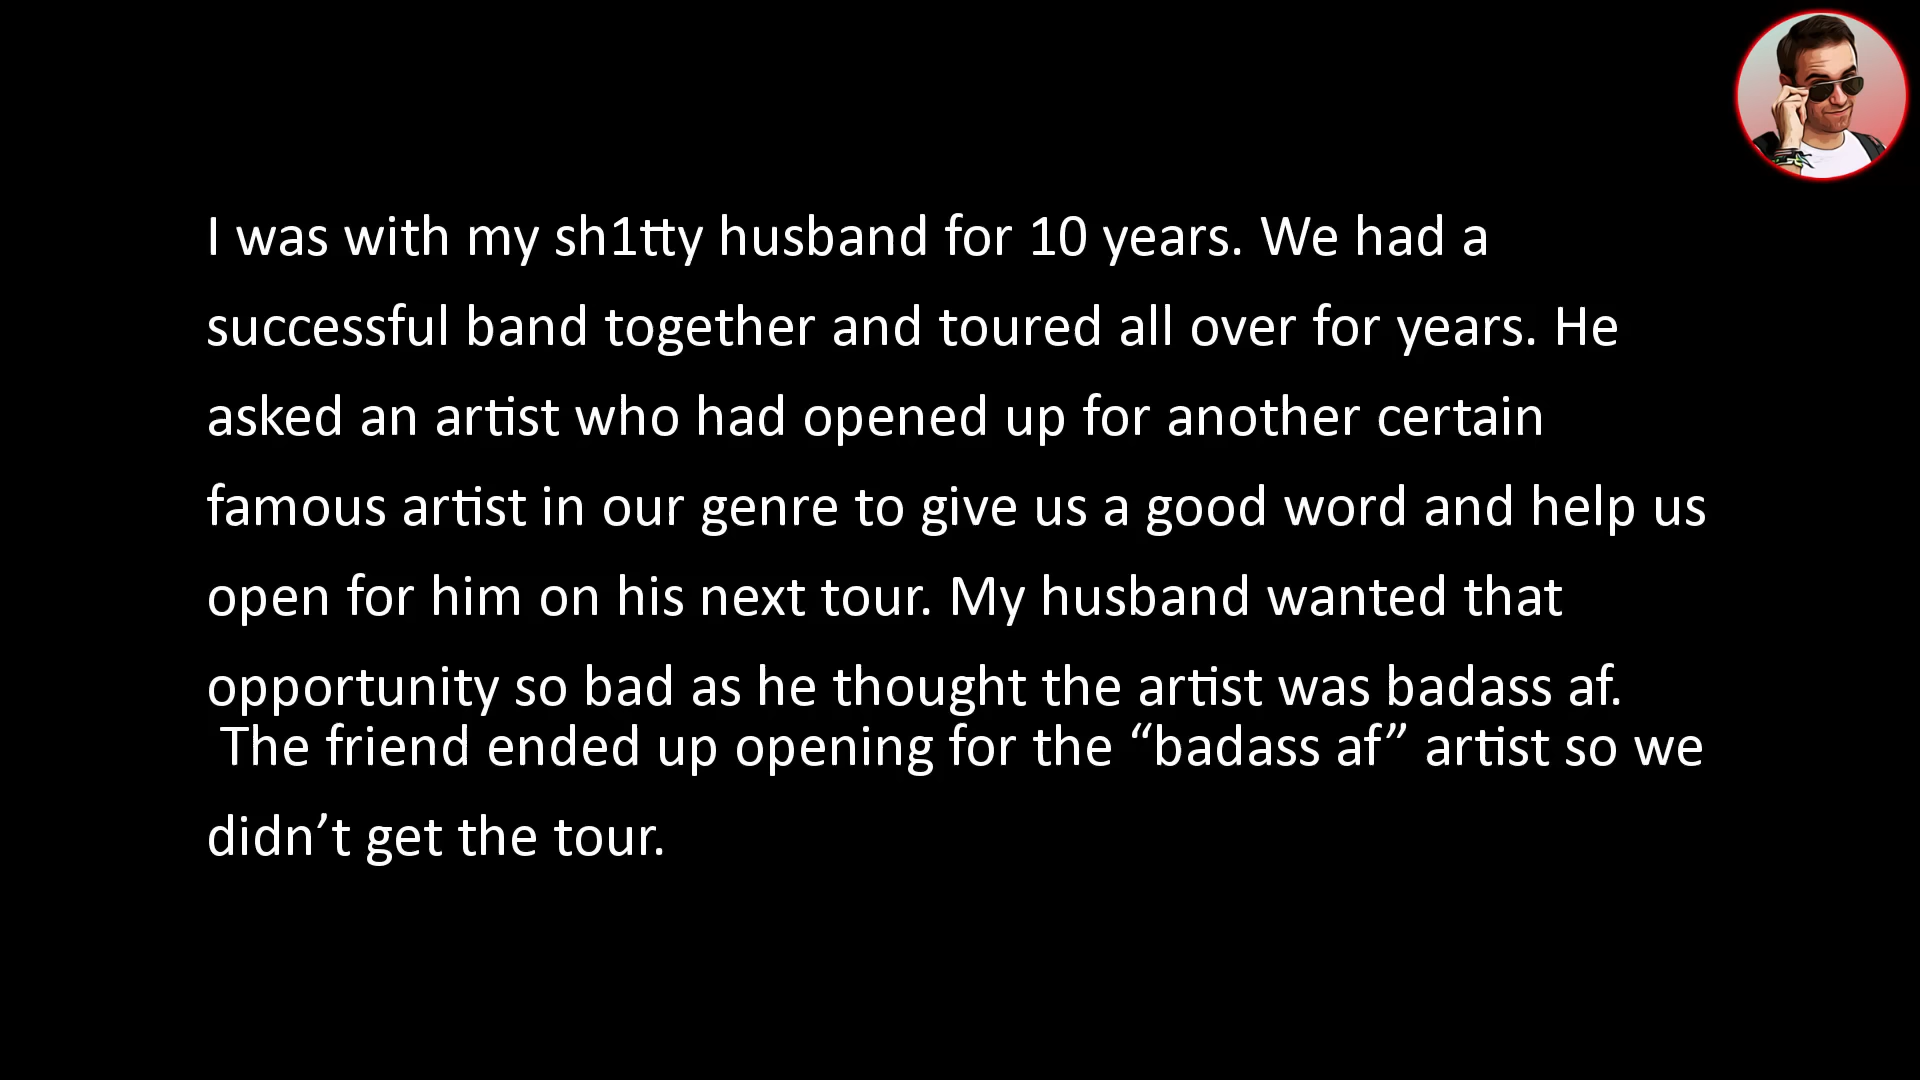 I was with my sh1tty husband for 10 years. We had a
successful band together and toured all over for years. He
asked an artist who had opened up for another certain
famous artist in our genre to give us a good word and help us
open for him on his next tour. My husband wanted that
opportunity so bad as he thought the artist was badass af.
The friend ended up opening for the “badass af” artist so we
didn’t get the tour.